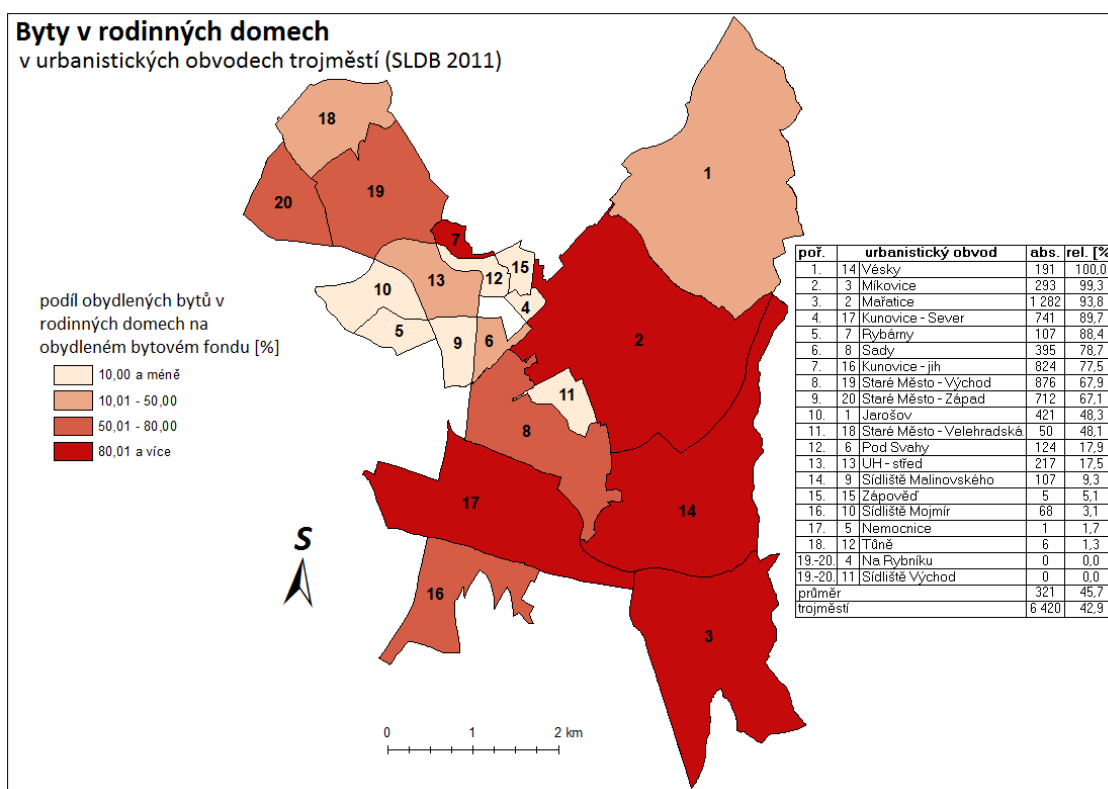 Byty v rodinných domech
v urbanistických obvodech trojměstí (SLDB 2011)
18
1
19
20
7
15
12
13
10
4
2
5
9
6
11
8
17
14
16
3
podíl obydlených bytů v
rodinných domech na
obydleném bytovém fondu [%]
10,00 a méně
10,01 - 50,00
50,01 - 80,00
80,01 a více
S
0 1 2 km
poř. urbanistický obvod abs. rel. [%
1. 14 Vésky 191 100,0
2. 3 Míkovice 293 99,3
3. 2 Mařatice 1 282 93,8
4. 17 Kunovice - Sever 741 89,7
5. 7 Rybárny 107 88,4
6. 8 Sady 395 78,7
7. 16 Kunovice - jih 824 77,5
8. 19 Staré Město - Východ 876 67,9
9. 20 Staré Město - Západ 712 67,1
10. 1 Jarošov 421 48,3
11. 18 Staré Město - Velehradská 50 48,1
12. 6 Pod Svahy 124 17,9
13. 13 UH - střed 217 17,5
14. 9 Sídliště Malinovského 107 9,3
15. 15 Zápověď 5 5,1
16. 10 Sídliště Mojmír 68 3,1
17. 5 Nemocnice 1 1,7
18. 12 Tůně 6 1,3
19.-20. 4 Na Rybníku 0 0,0
19.-20. 11 Sídliště Východ 0 0,0
průměr 321 45,7
trojměstí 6 420 42,9